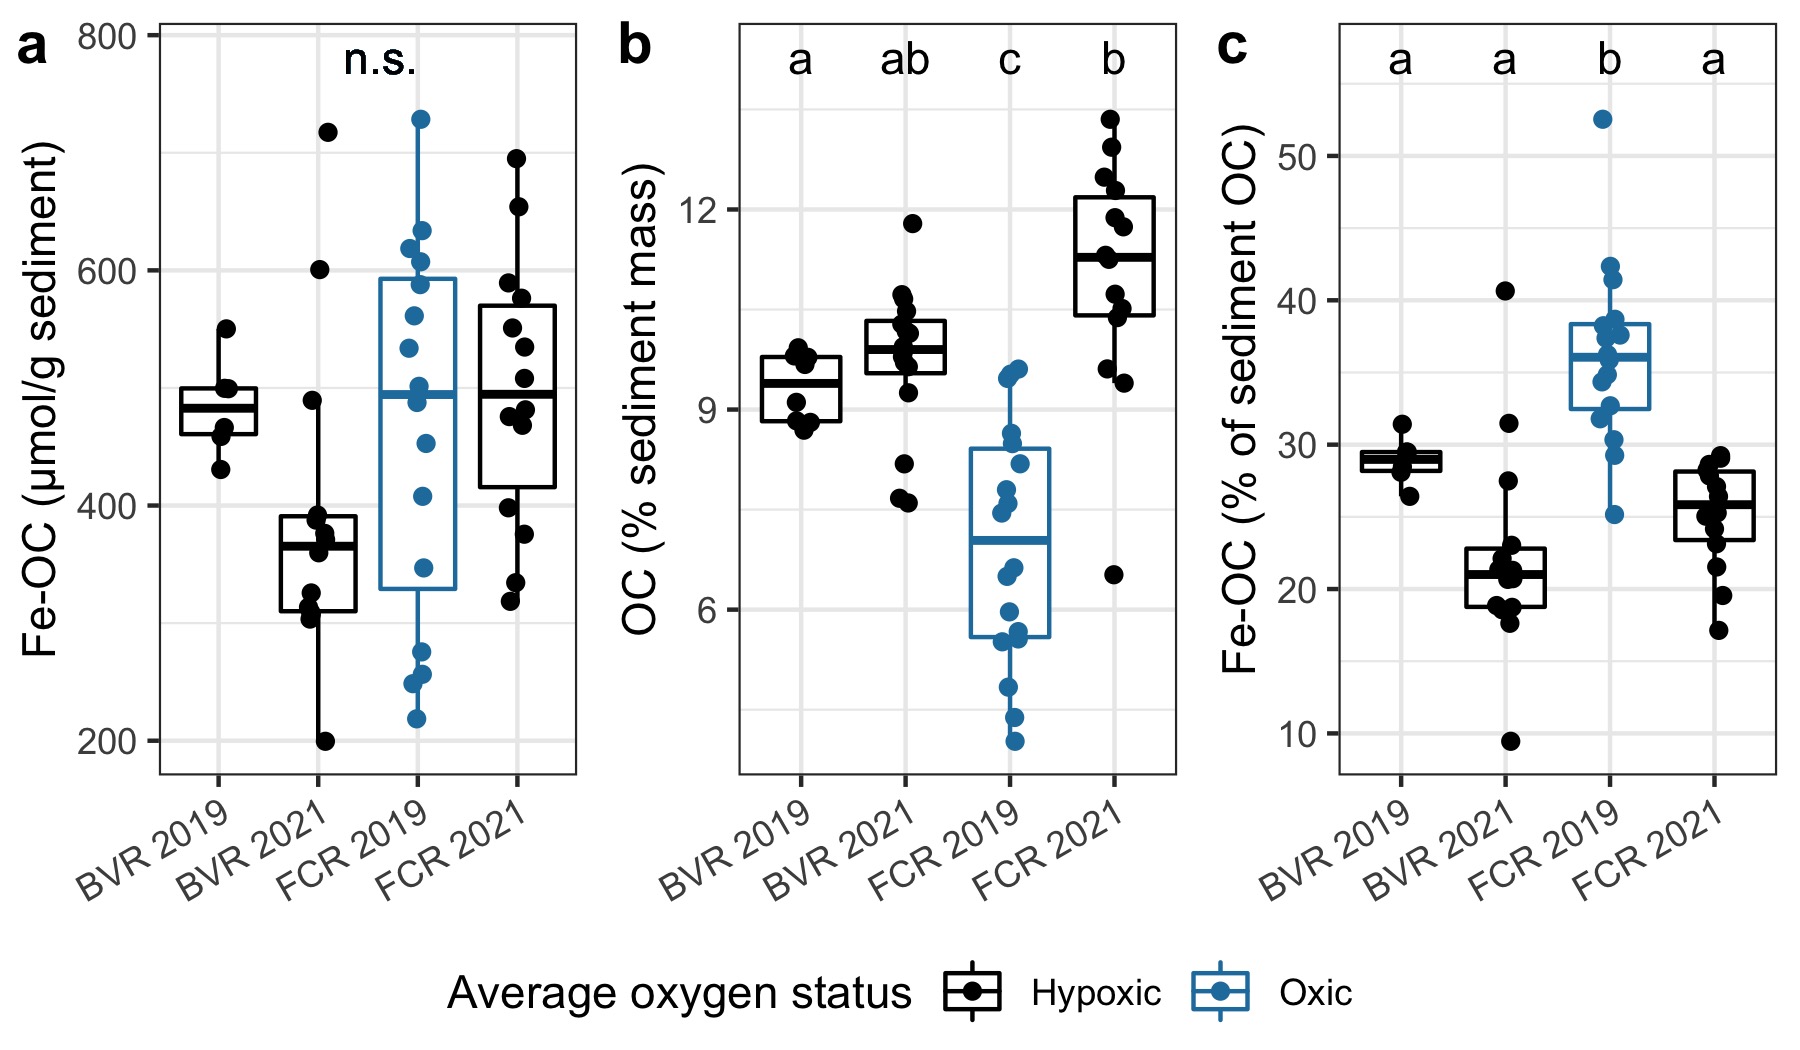 a
n.s.
Fe-OC (μmol/g sediment)
800
600
400
200
BVR 2019
BVR 2021
FCR 2019
FCR 2021
b
a ab c b
OC (% sediment mass)
12
9
6
BVR 2019
BVR 2021
FCR 2019
FCR 2021
c
a a b a
Fe-OC (% of sediment OC)
50
40
30
20
10
BVR 2019
BVR 2021
FCR 2019
FCR 2021
Average oxygen status Hypoxic Oxic